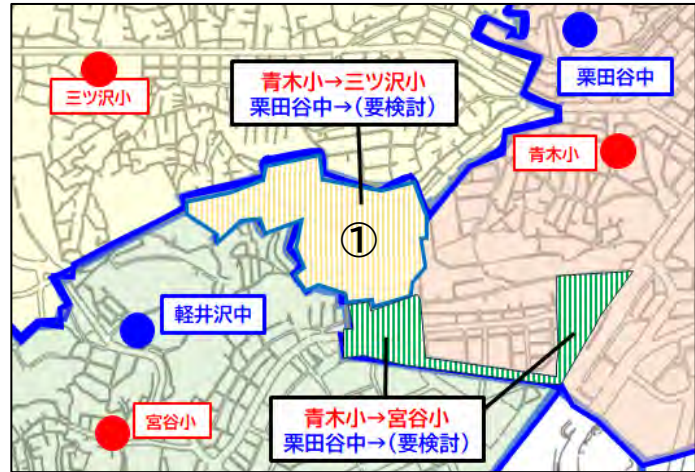 三ツ沢小
青木小→三ツ沢小
栗田谷中→(要検討)
栗田谷中
青木小
①
軽井沢中
宮谷小
青木小→宮谷小
栗田谷中→(要検討)